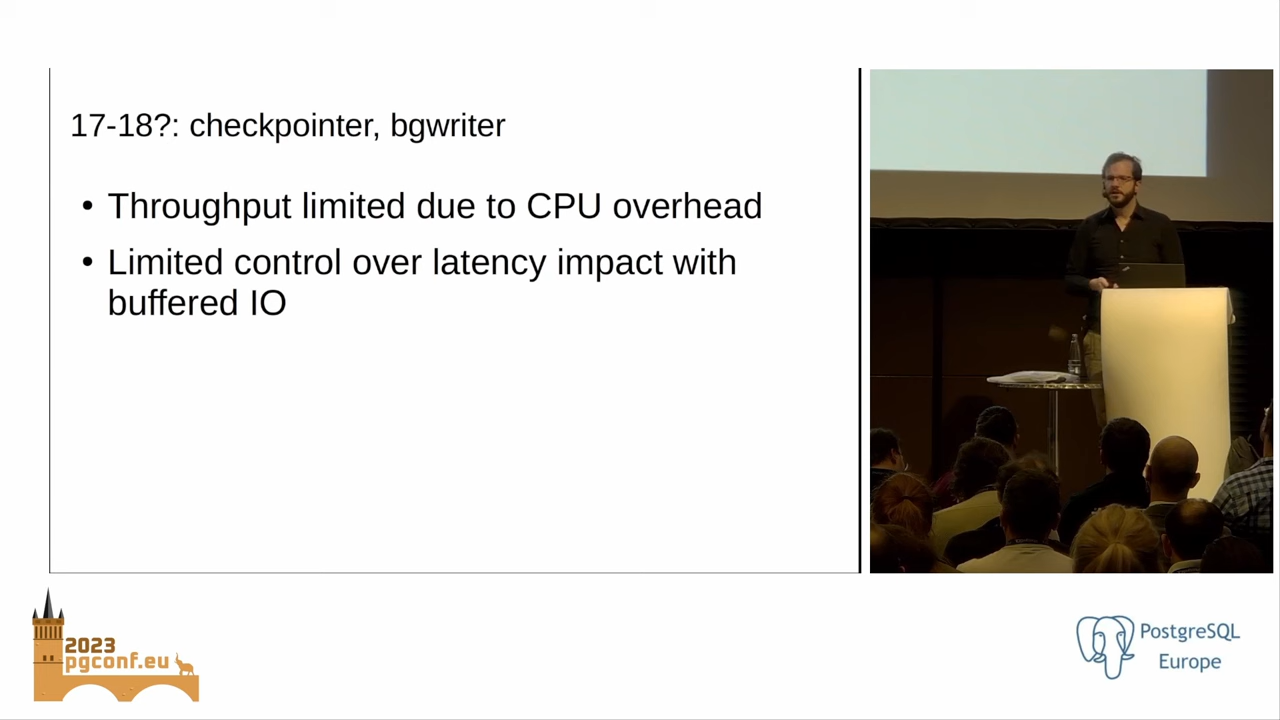 17-18?: checkpointer, bgwriter
• Throughput limited due to CPU overhead
• Limited control over latency impact with
buffered IO
2023
pgconf.eu
PostgreSQL
Europe